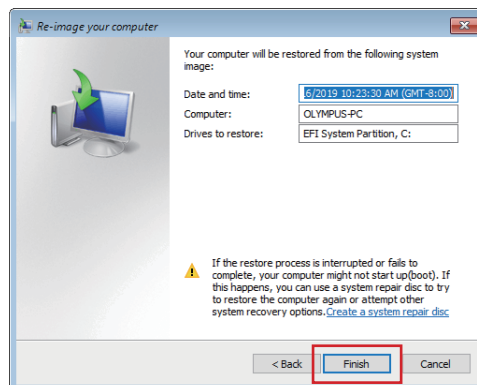 Re-image your computer
Your computer will be restored from the following system
image:
Date and time: 6/2019 10:23:30 AM (GMT-8:00)
Computer: OLYMPUS-PC
Drives to restore: EFI System Partition, C:
If the restore process is interrupted or fails to
complete, your computer might not start up(boot). If
this happens, you can use a system repair disc to try
to restore the computer again or attempt other
system recovery options.Create a system repair disc
< Back Finish Cancel